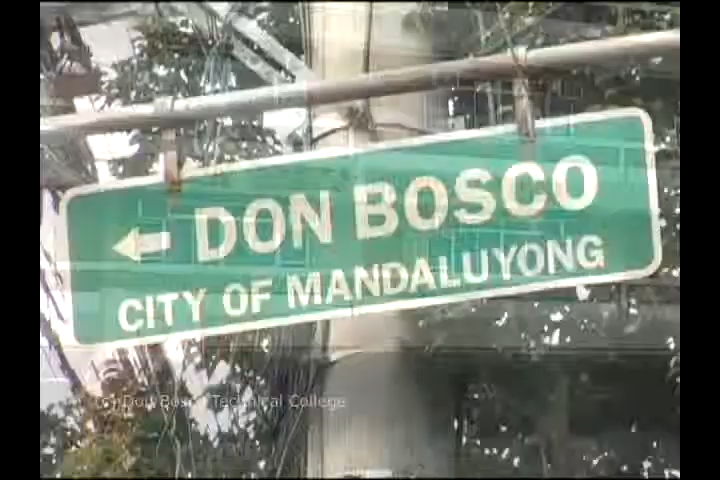 DON BOSCO
CITY OF MANDALUYONG
Don Bosco Technical College